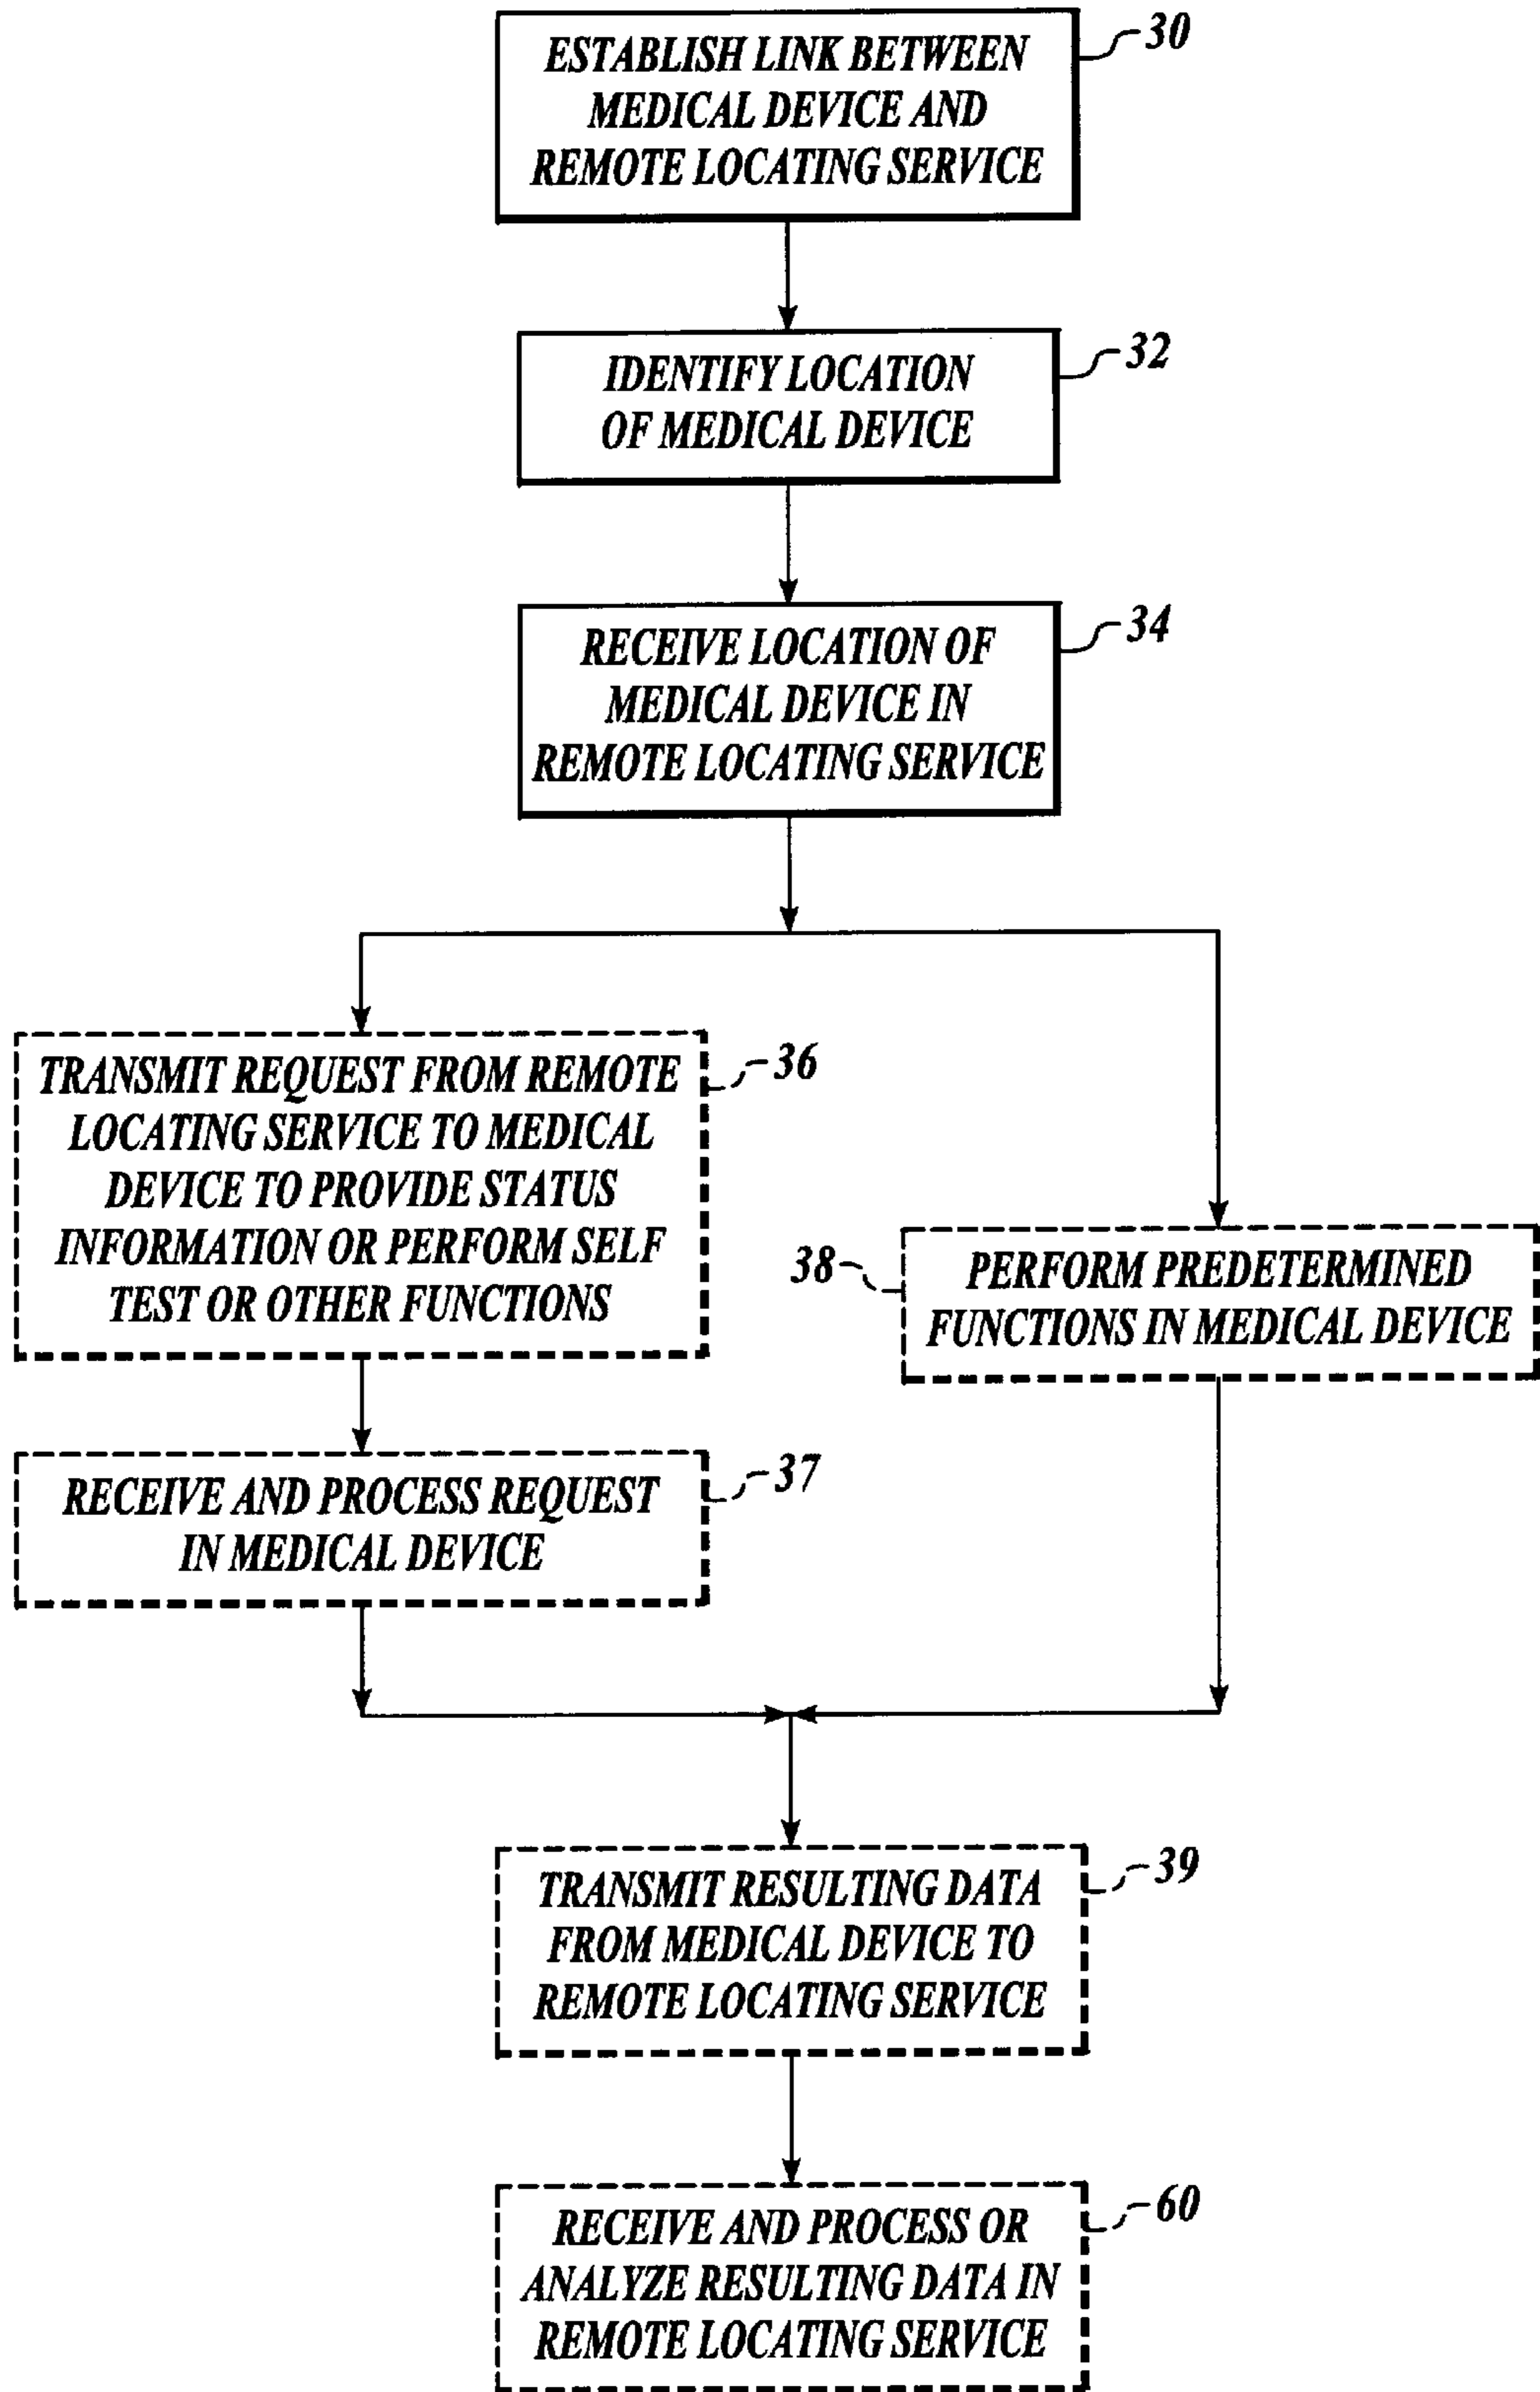 ESTABLISH LINK BETWEEN
MEDICAL DEVICE AND
REMOTE LOCATING SERVICE
30
IDENTIFY LOCATION
OF MEDICAL DEVICE
32
RECEIVE LOCATION OF
MEDICAL DEVICE IN
REMOTE LOCATING SERVICE
34
TRANSMIT REQUEST FROM REMOTE
LOCATING SERVICE TO MEDICAL
DEVICE TO PROVIDE STATUS
INFORMATION OR PERFORM SELF
TEST OR OTHER FUNCTIONS
36
38
PERFORM PREDETERMINED
FUNCTIONS IN MEDICAL DEVICE
RECEIVE AND PROCESS REQUEST
IN MEDICAL DEVICE
37
TRANSMIT RESULTING DATA
FROM MEDICAL DEVICE TO
REMOTE LOCATING SERVICE
39
RECEIVE AND PROCESS OR
ANALYZE RESULTING DATA IN
REMOTE LOCATING SERVICE
60